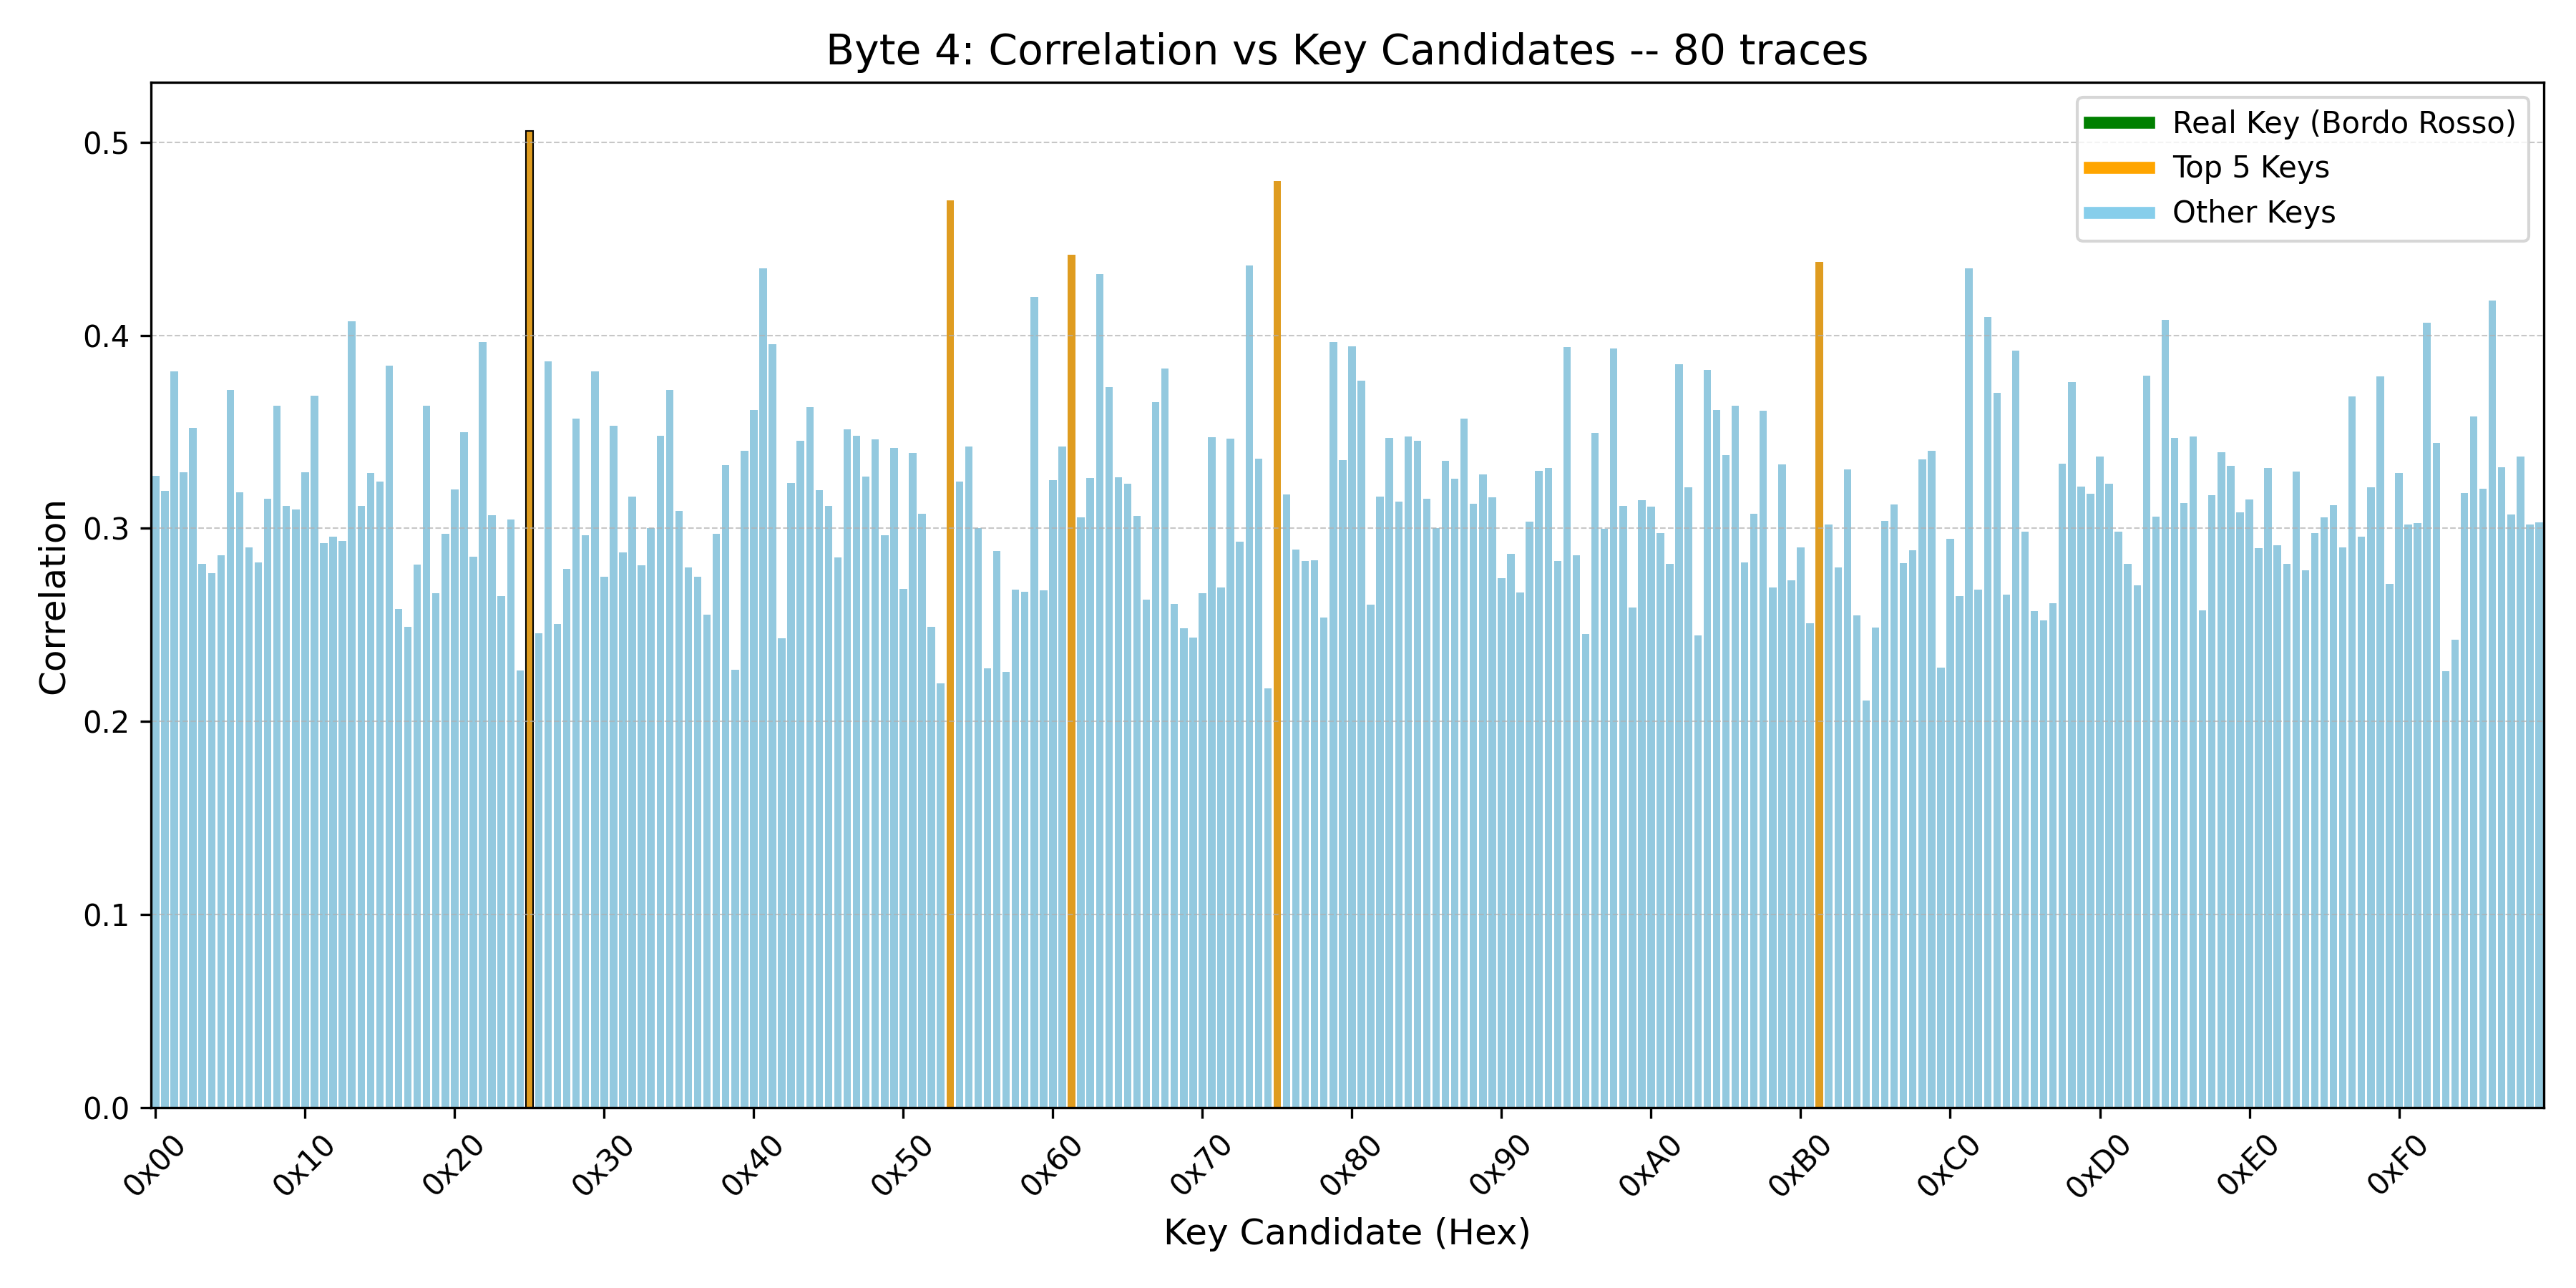 Byte 4: Correlation vs Key Candidates -- 80 traces
Real Key (Bordo Rosso)
Top 5 Keys
Other Keys
Correlation
0.5
0.4
0.3
0.2
0.1
0.0
0x00 0x10 0x20 0x30 0x40 0x50 0x60 0x70 0x80 0x90 0xA0 0xB0 0xC0 0xD0 0xE0 0xF0
Key Candidate (Hex)